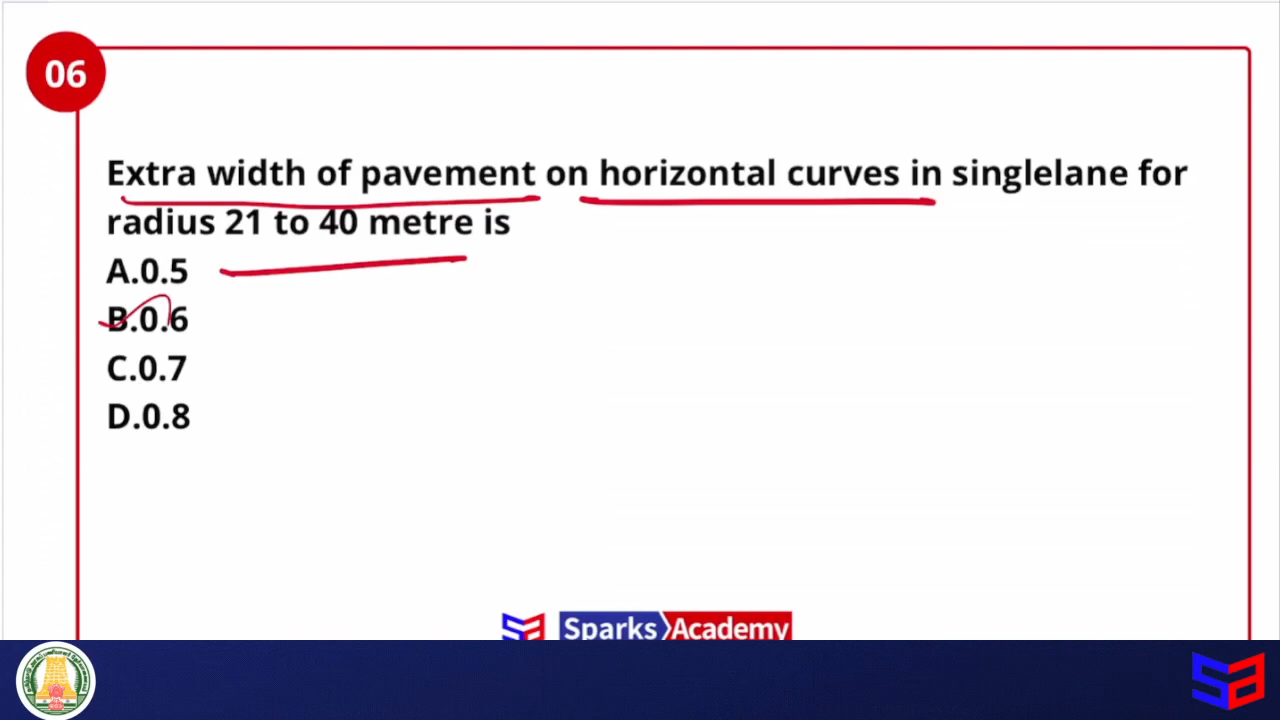 06
Extra width of pavement on horizontal curves in singlelane for
radius 21 to 40 metre is
A.0.5
B.0.6
C.0.7
D.0.8
Sparks Academy